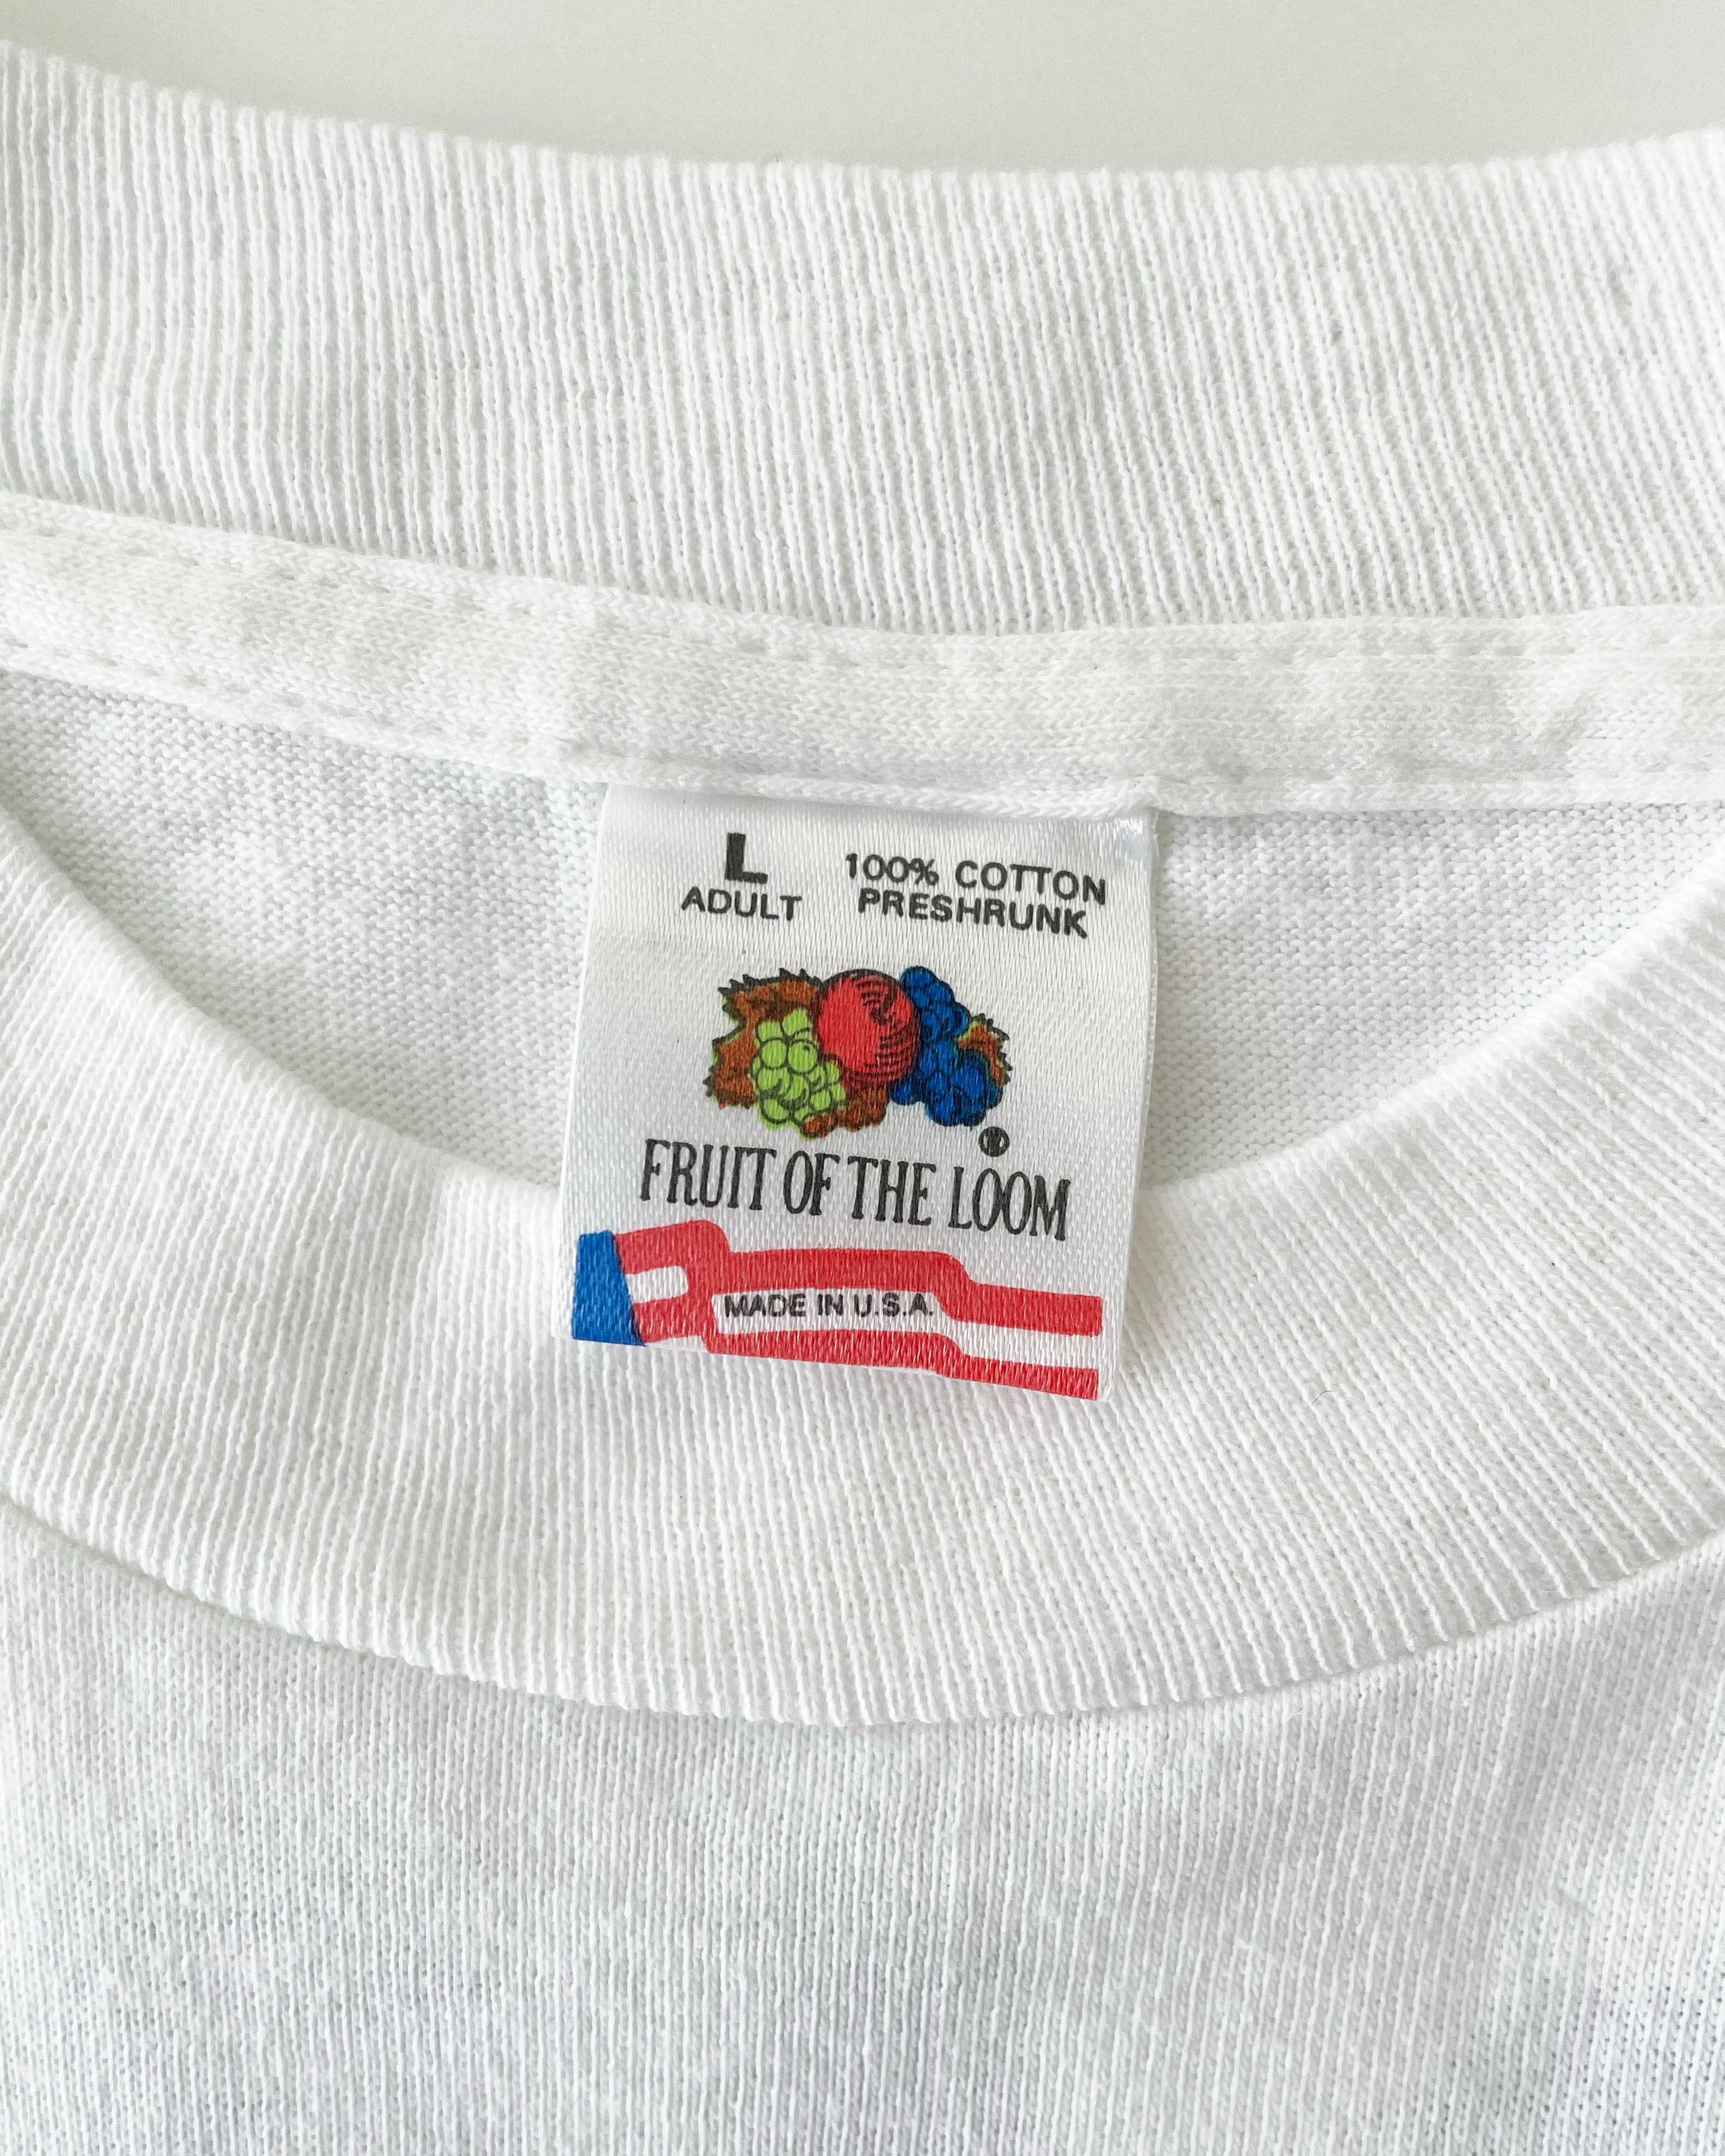 L
ADULT
100% COTTON
PRESHRUNK
®
FRUIT OF THE LOOM
MADE IN U.S.A.